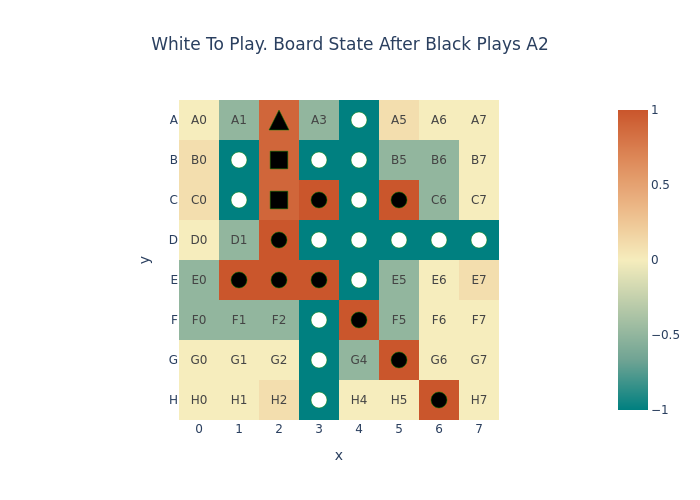 White To Play. Board State After Black Plays A2
A A0 A1 A3 A5 A6 A7
B B0 B5 B6 B7
C C0 C6 C7
D D0 D1
E E0 E5 E6 E7
F F0 F1 F2 F5 F6 F7
G G0 G1 G2 G4 G6 G7
H H0 H1 H2 H4 H5 H7
0 1 2 3 4 5 6 7
x
y
1
0.5
0
−0.5
−1